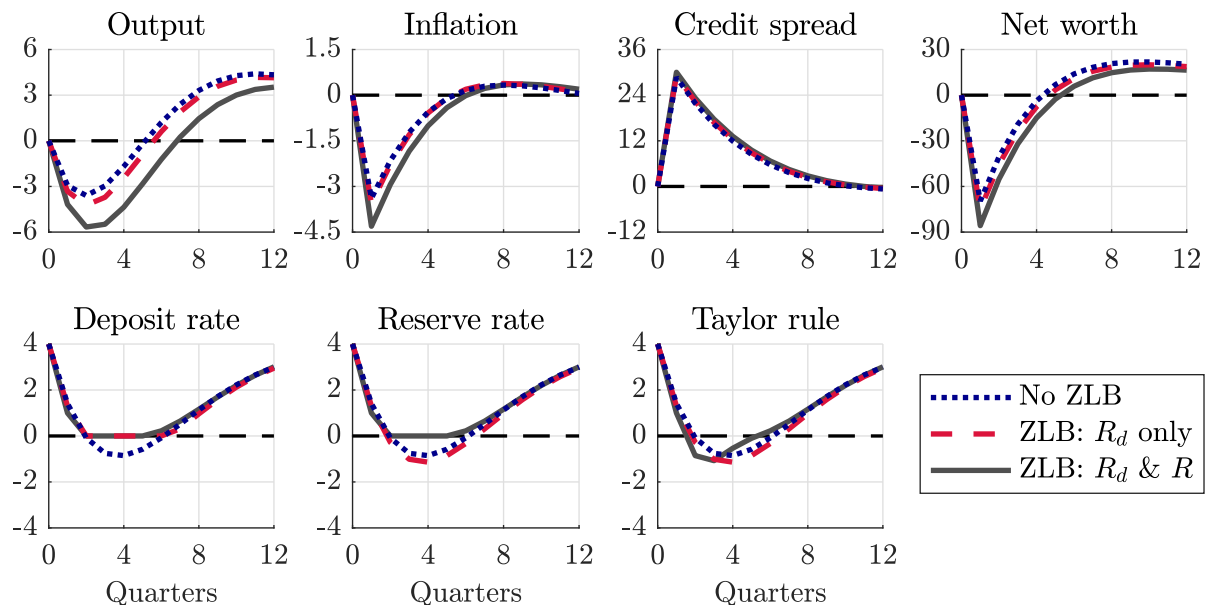 Output Inflation Credit spread Net worth
6 1.5 36 30
3 0 24 0
0 -1.5 12 -30
-3 -3 0 -60
-6 -4.5 -12 -90
0 4 8 12 0 4 8 12 0 4 8 12 0 4 8 12
Deposit rate Reserve rate Taylor rule
4 4 4
2 2 2
0 0 0
-2 -2 -2
-4 -4 -4
0 4 8 12 0 4 8 12 0 4 8 12
Quarters Quarters Quarters
No ZLB
ZLB: R_d only
ZLB: R_d & R